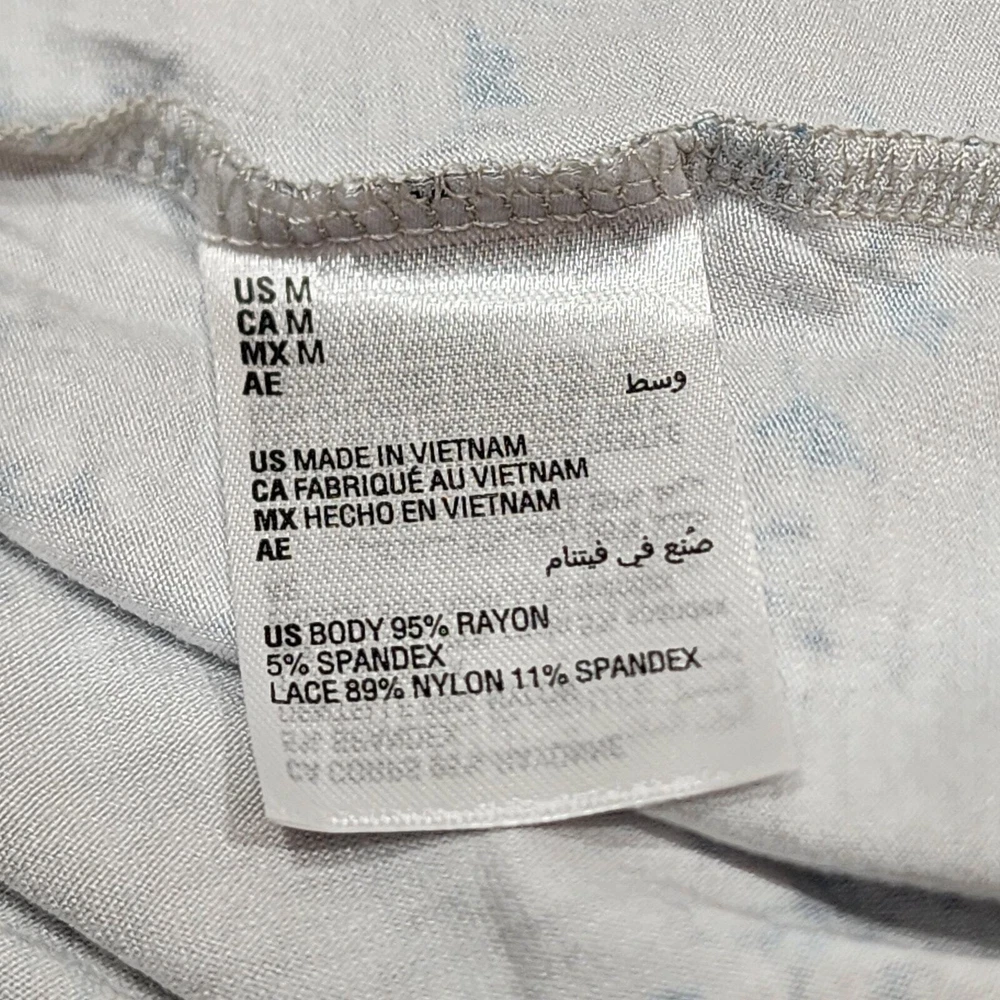 US M
CA M
MX M
AE وسط
US MADE IN VIETNAM
CA FABRIQUÉ AU VIETNAM
MX HECHO EN VIETNAM
AE صُنع في فيتنام
US BODY 95% RAYON
5% SPANDEX
LACE 89% NYLON 11% SPANDEX